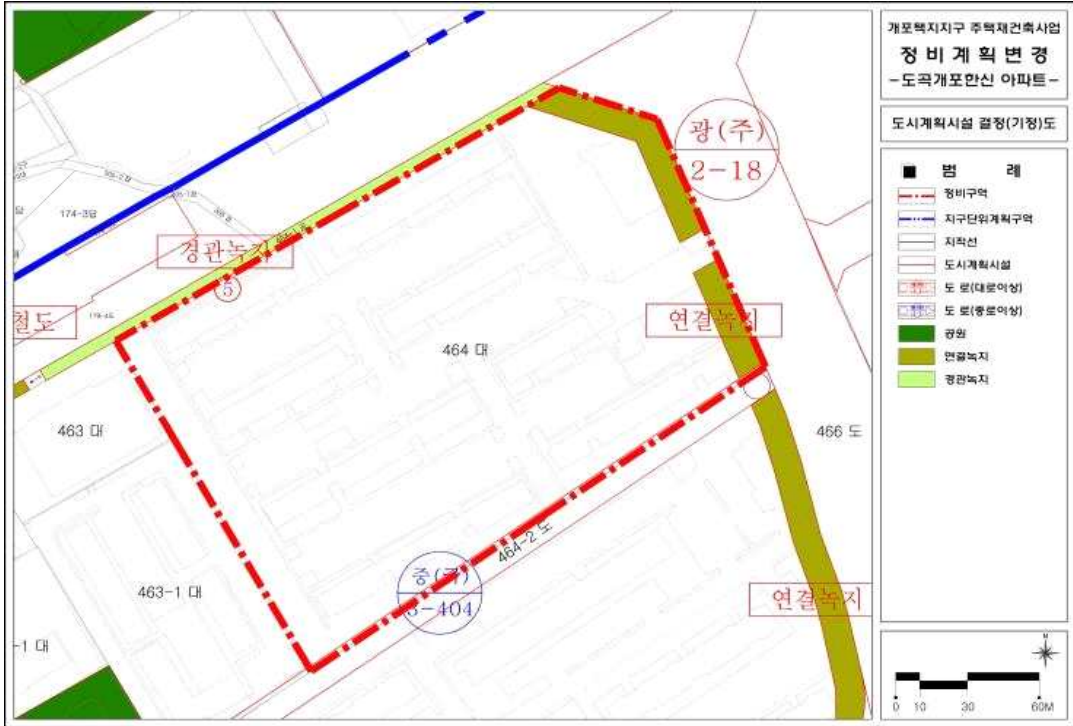 개포택지지구 주택재건축사업
정비계획변경
-도곡개포한신 아파트-
도시계획시설 결정(기정)도
범 례
정비구역
지구단위계획구역
지적선
도시계획시설
도 로(대로이상)
도 로(중로이상)
공원
연결녹지
경관녹지
N
0 10 30 60M
광(주)
2-18
174-3답
경관녹지
5
철도
464 대
연결녹지
463 대
466 도
464-2 도
중(주)
3-404
463-1 대
연결녹지
-1 대